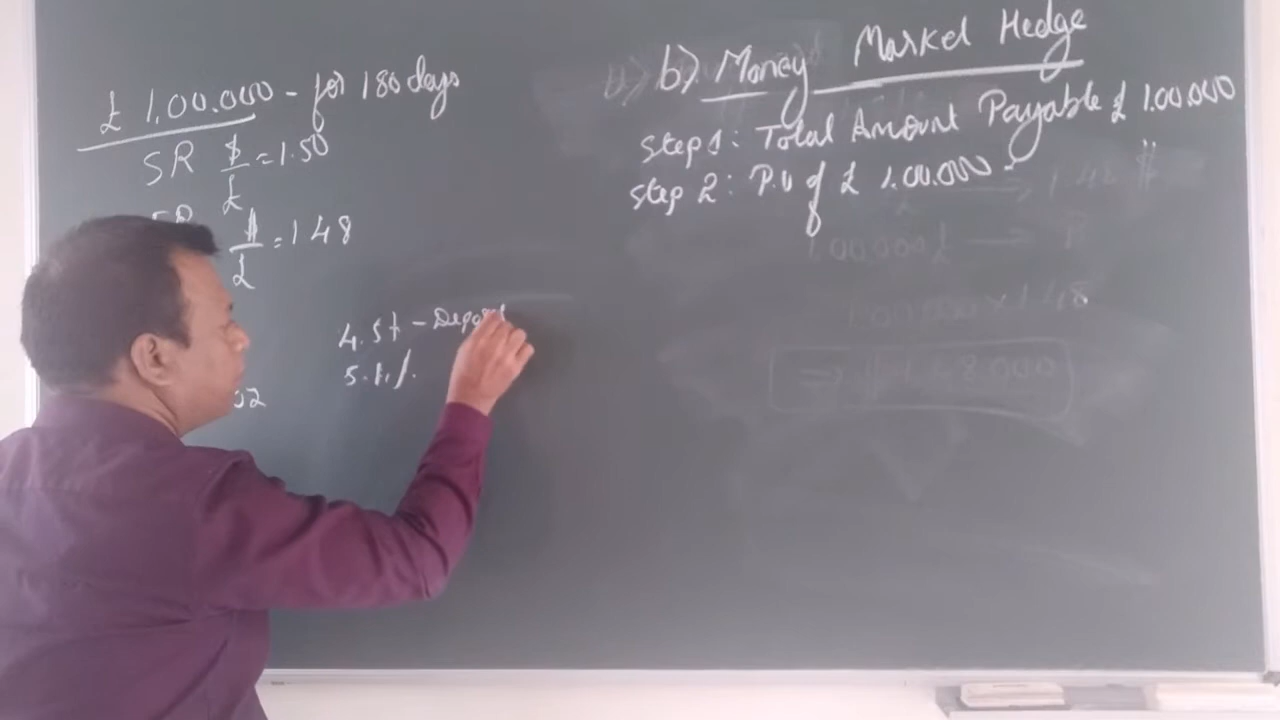 £ 1,00.000 - for 180 days
SR $/£ = 1.50
$/£ = 1.48
4.5%
5.1%
02
b) Money Market Hedge
Step 1: Total Amount Payable £ 1.00.000
Step 2: P.V of £ 1.00.000 -